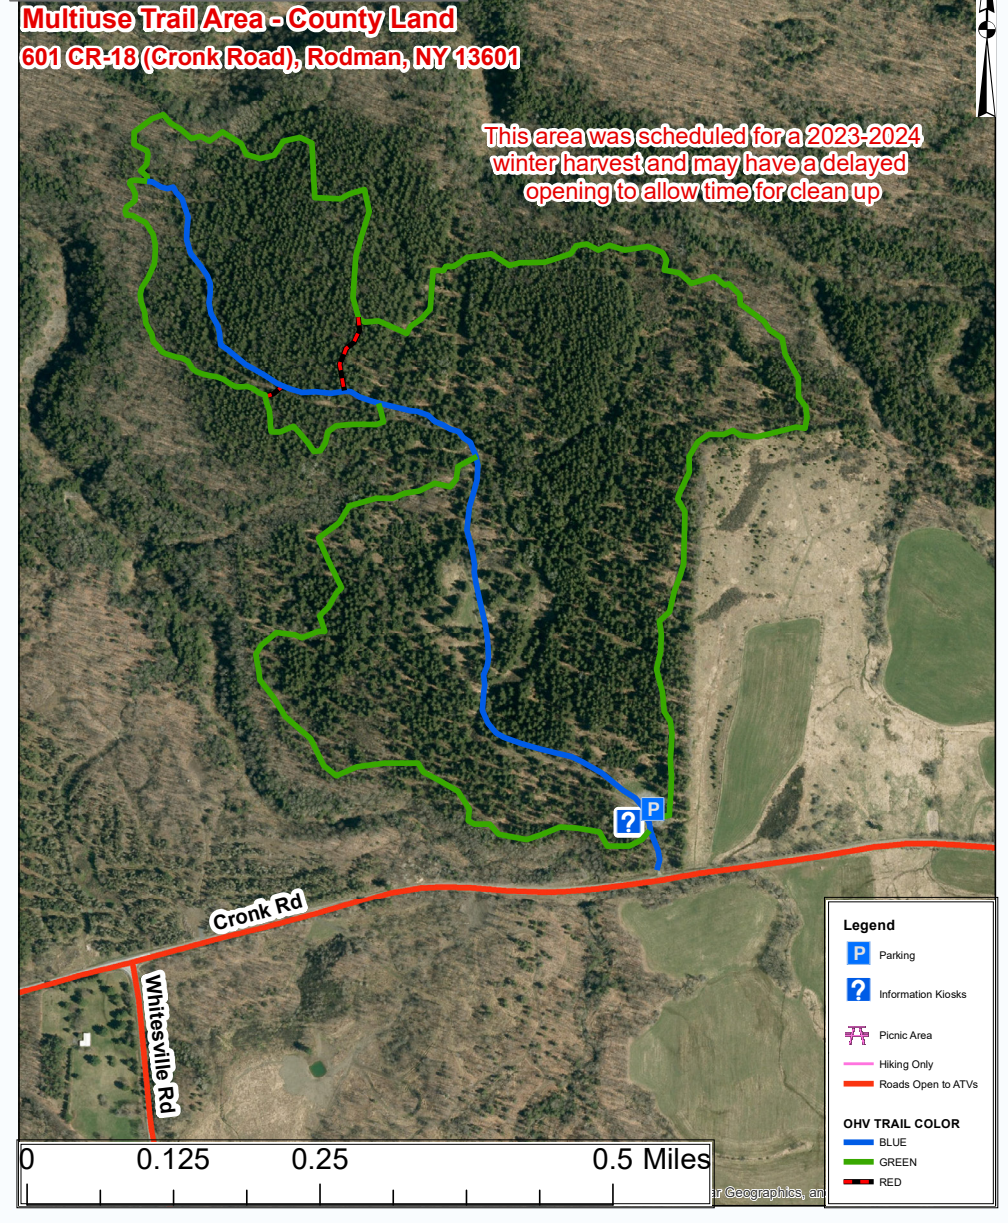 Multiuse Trail Area - County Land
601 CR-18 (Cronk Road), Rodman, NY 13601
This area was scheduled for a 2023-2024
winter harvest and may have a delayed
opening to allow time for clean up
P
?
Cronk Rd
Whitesville Rd
Legend
P Parking
? Information Kiosks
Picnic Area
Hiking Only
Roads Open to ATVs
OHV TRAIL COLOR
BLUE
GREEN
RED
0 0.125 0.25 0.5 Miles
Geographics,